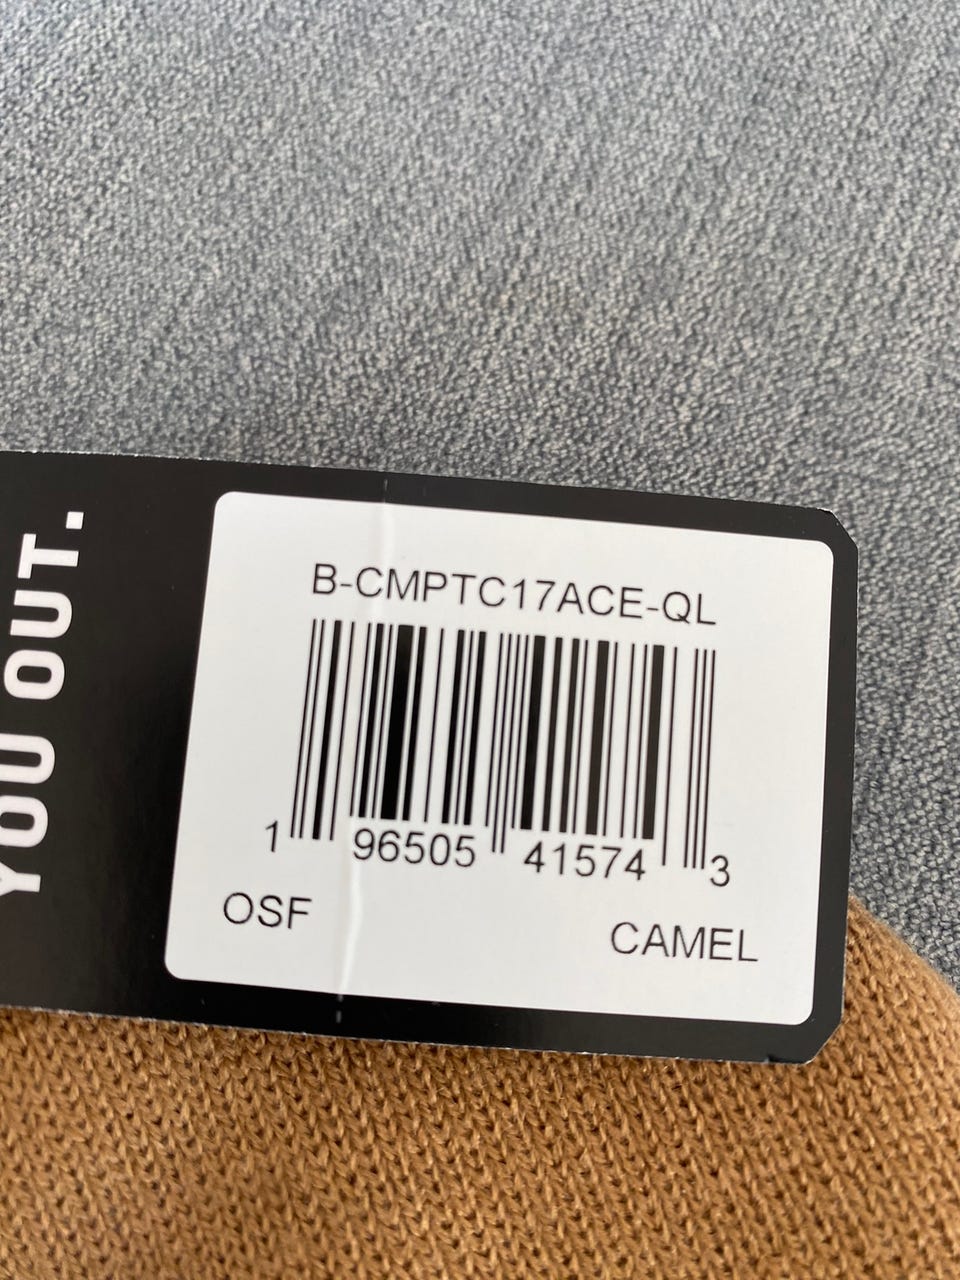 YOU OUT.
B-CMPTC17ACE-QL
1 96505 41574 3
OSF CAMEL